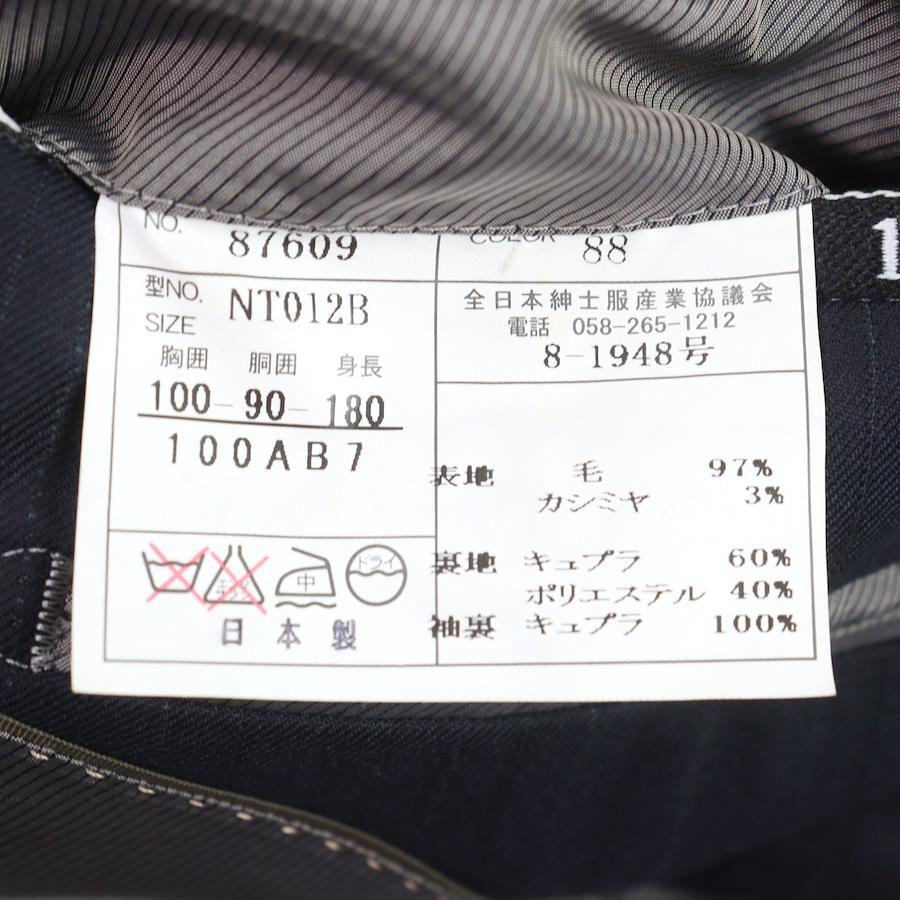 NO. 87609
COLOR 88
型NO. NT012B
SIZE
胸囲 胴囲 身長
100-90-180
100AB7
全日本紳士服産業協議会
電話 058-265-1212
8-1948号
表地 毛 97%
カシミヤ 3%
裏地 キュプラ 60%
ポリエステル 40%
袖裏 キュプラ 100%
中 ドライ
日本製
1